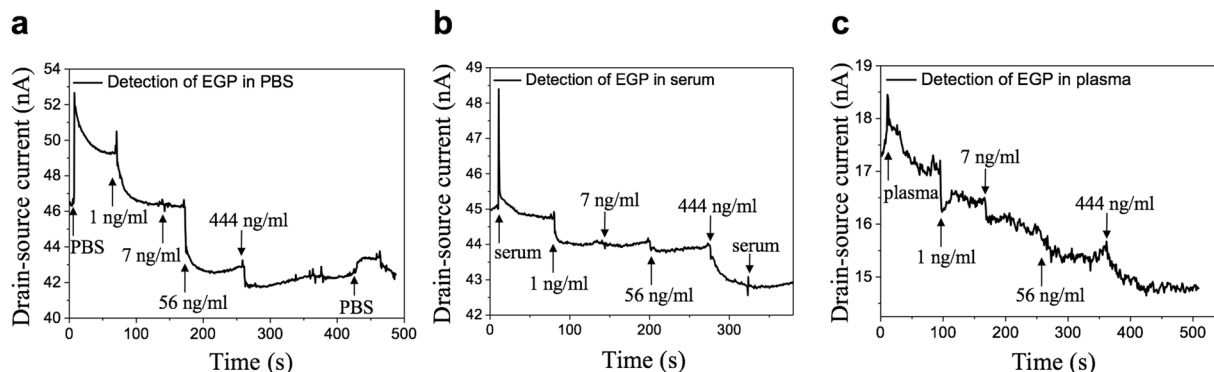 a
Detection of EGP in PBS
Drain-source current (nA)
54
52
50
48
46
44
42
40
PBS
1 ng/ml
7 ng/ml
56 ng/ml
444 ng/ml
PBS
0 100 200 300 400 500
Time (s)
b
Detection of EGP in serum
Drain-source current (nA)
49
48
47
46
45
44
43
42
serum
1 ng/ml
7 ng/ml
56 ng/ml
444 ng/ml
serum
0 100 200 300
Time (s)
c
Detection of EGP in plasma
Drain-source current (nA)
19
18
17
16
15
plasma
1 ng/ml
7 ng/ml
56 ng/ml
444 ng/ml
0 100 200 300 400 500
Time (s)